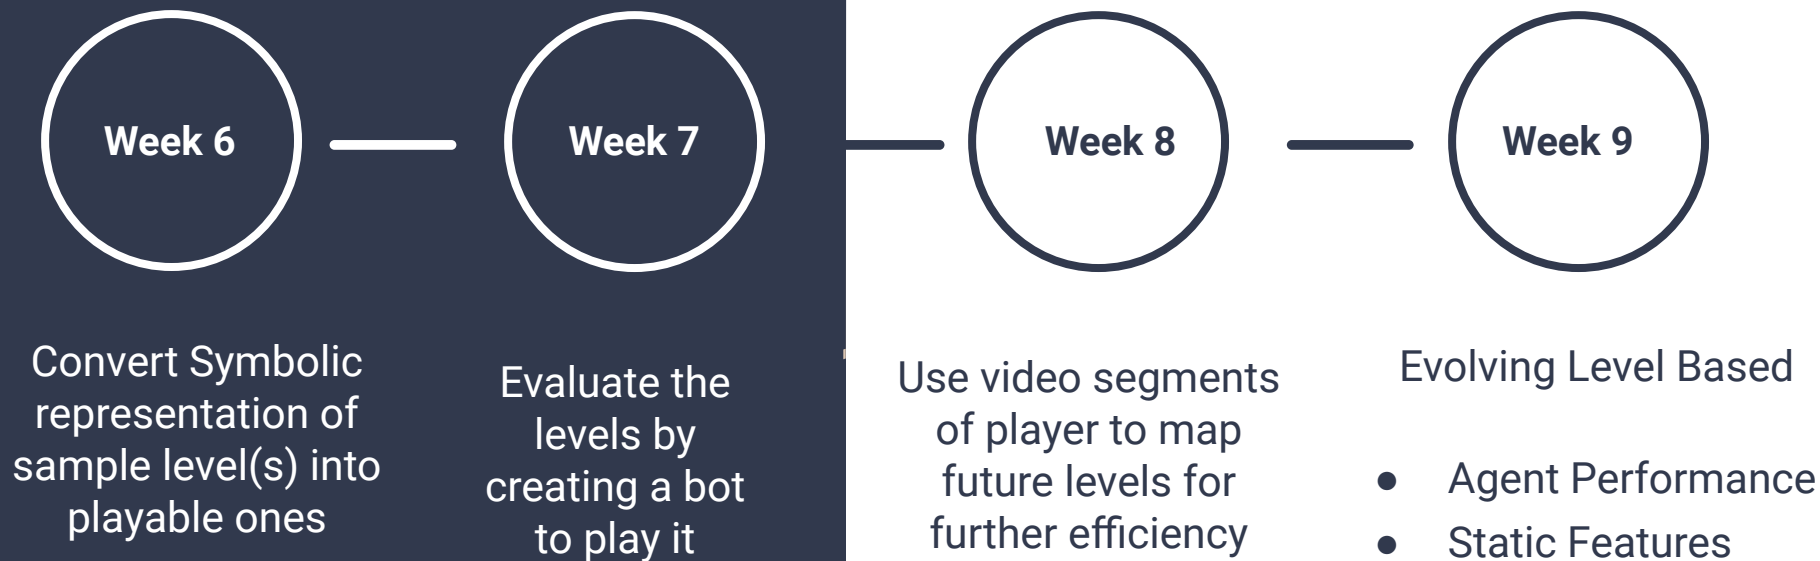 Week 6
Week 7
Week 8
Week 9
Convert Symbolic
representation of
sample level(s) into
playable ones
Evaluate the
levels by
creating a bot
to play it
Use video segments
of player to map
future levels for
further efficiency
Evolving Level Based
● Agent Performance
● Static Features